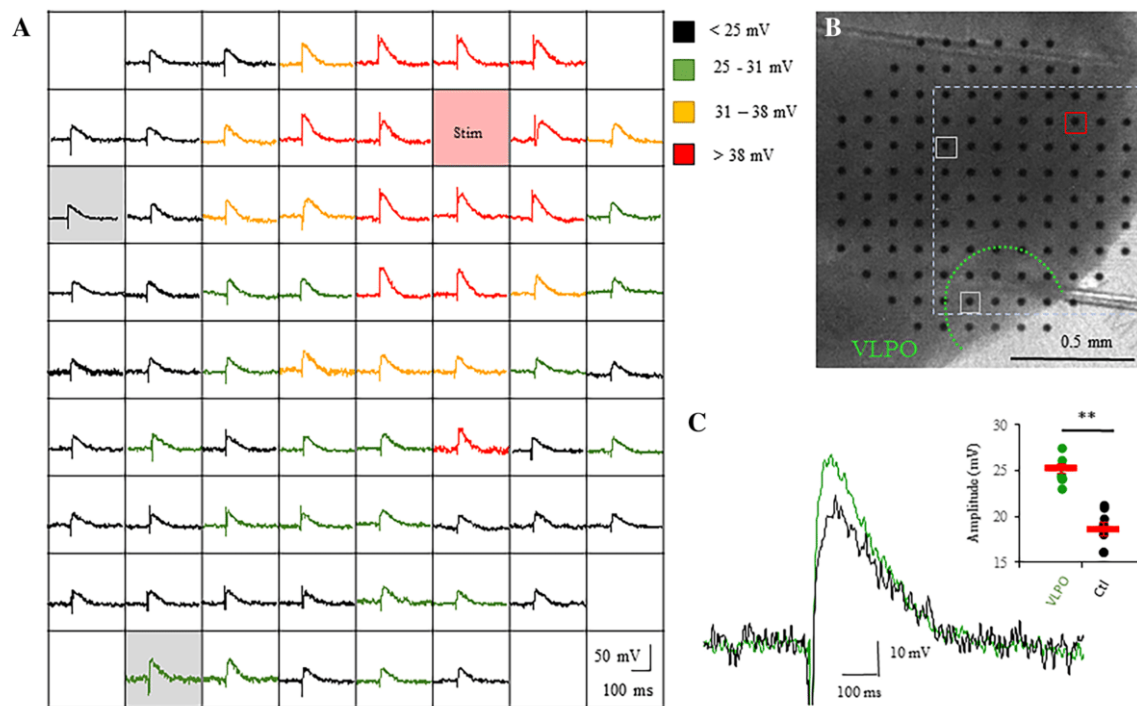 A
< 25 mV
25 - 31 mV
31 – 38 mV
> 38 mV
Stim
50 mV
100 ms
B
VLPO
0.5 mm
C
**
30
25
20
15
Amplitude (mV)
VLPO
Ctl
10 mV
100 ms